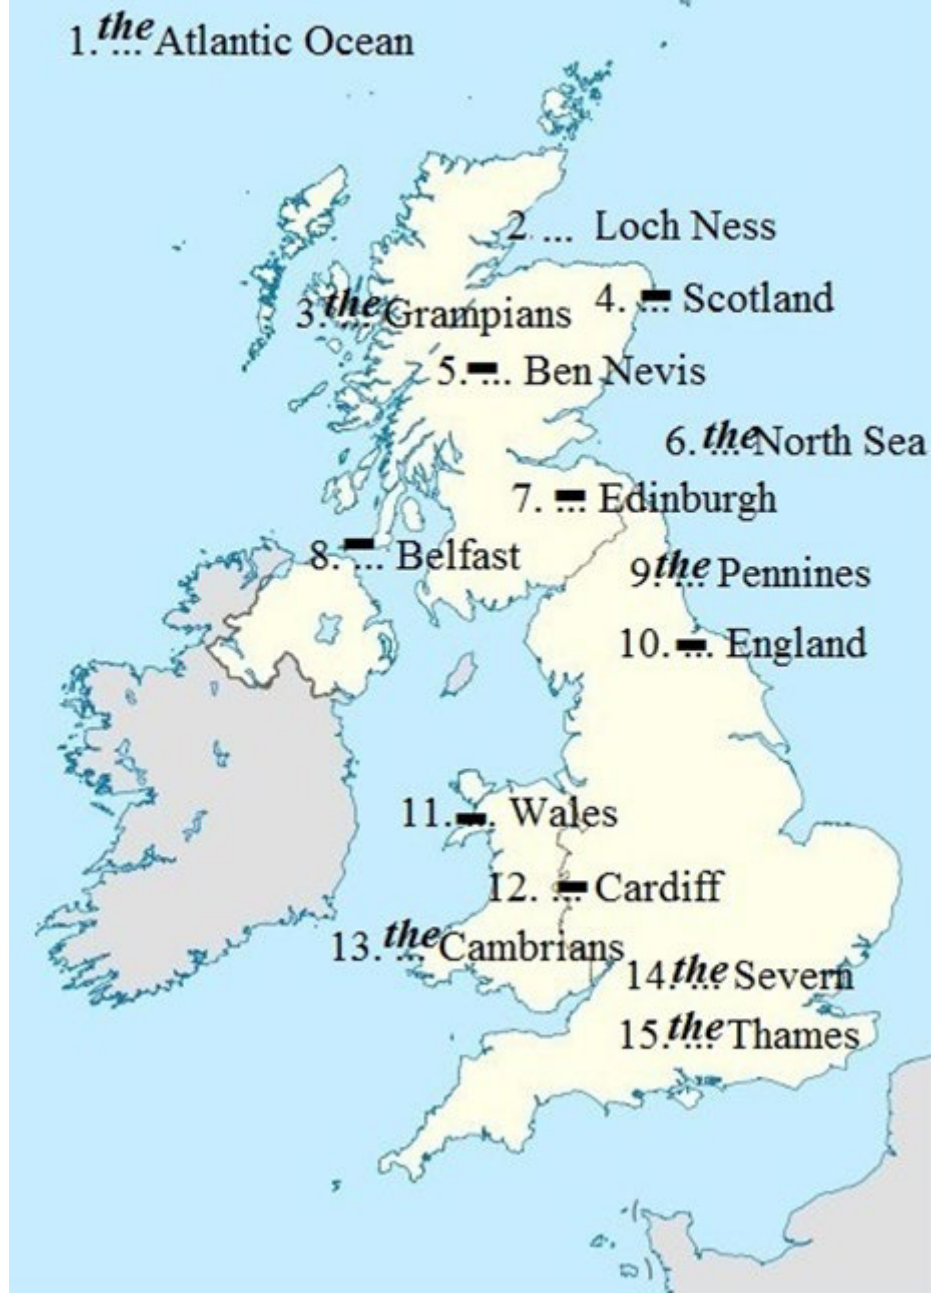 1. the ... Atlantic Ocean
2 ... Loch Ness
3. the ... Grampians
4. ... Scotland
5. ... Ben Nevis
6. the ... North Sea
7. ... Edinburgh
8. ... Belfast
9. the ... Pennines
10. ... England
11. ... Wales
12. ... Cardiff
13. the ... Cambrians
14. the ... Severn
15. the ... Thames